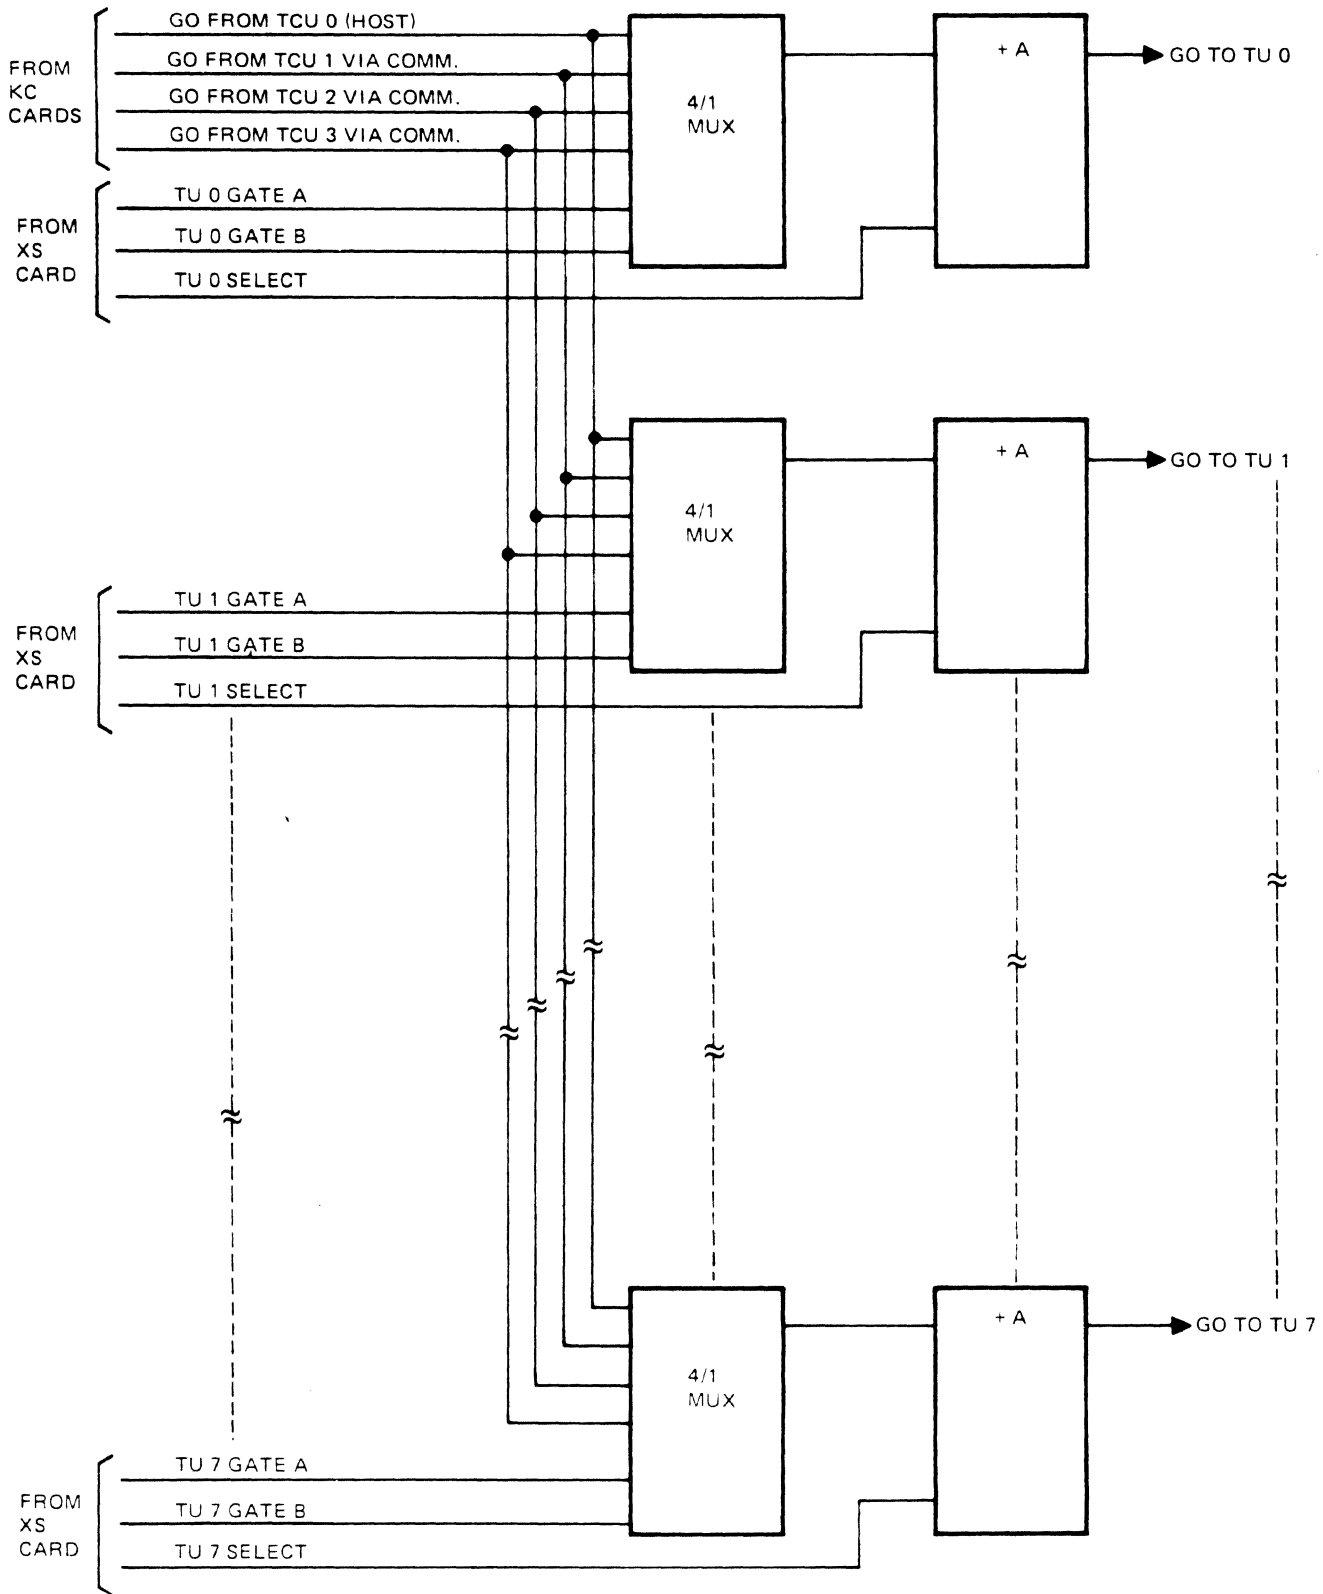 GO FROM TCU 0 (HOST)
GO FROM TCU 1 VIA COMM.
GO FROM TCU 2 VIA COMM.
GO FROM TCU 3 VIA COMM.
FROM
KC
CARDS
4/1
MUX
+ A
GO TO TU 0
TU 0 GATE A
TU 0 GATE B
TU 0 SELECT
FROM
XS
CARD
4/1
MUX
+ A
GO TO TU 1
TU 1 GATE A
TU 1 GATE B
TU 1 SELECT
FROM
XS
CARD
4/1
MUX
+ A
GO TO TU 7
TU 7 GATE A
TU 7 GATE B
TU 7 SELECT
FROM
XS
CARD